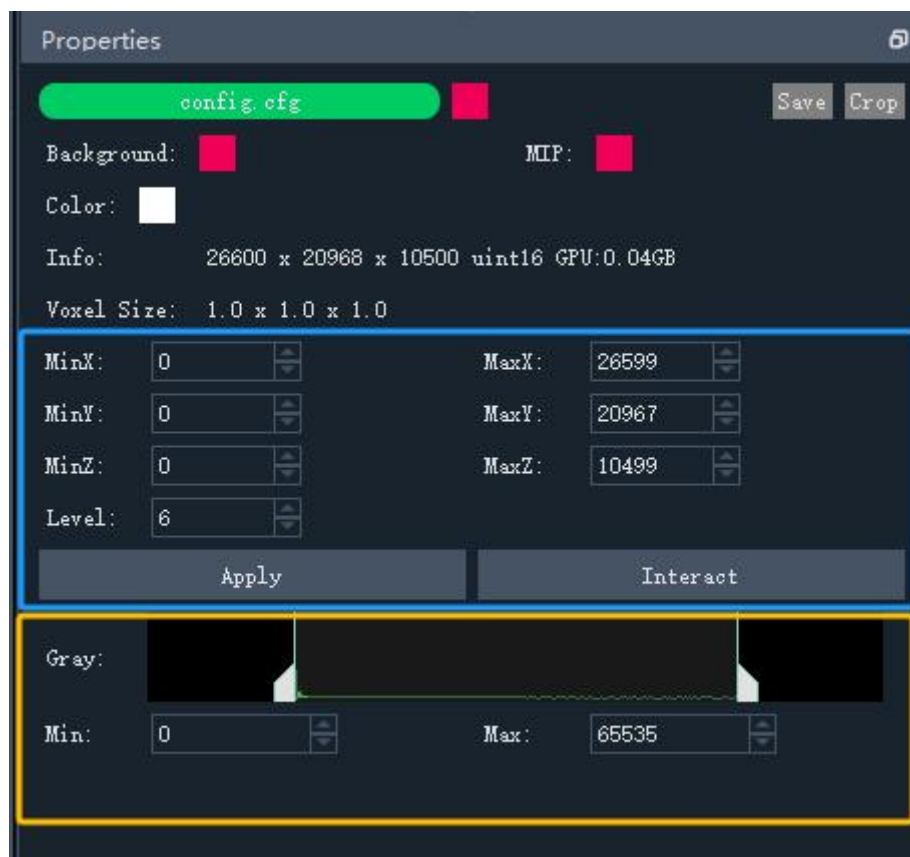 Properties
config.cfg Save Crop
Background: MIP:
Color:
Info: 26600 x 20968 x 10500 uint16 GPU:0.04GB
Voxel Size: 1.0 x 1.0 x 1.0
MinX: 0 MaxX: 26599
MinY: 0 MaxY: 20967
MinZ: 0 MaxZ: 10499
Level: 6
Apply Interact
Gray:
Min: 0 Max: 65535